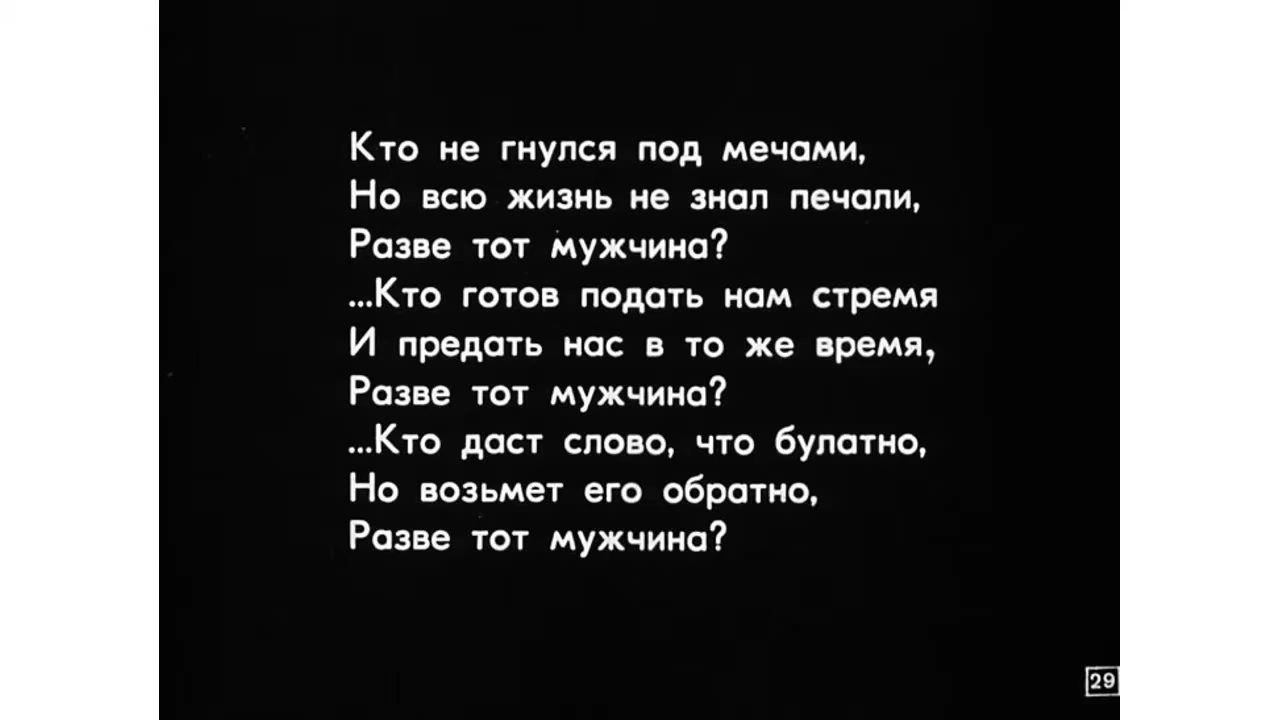 Кто не гнулся под мечами,
Но всю жизнь не знал печали,
Разве тот мужчина?
...Кто готов подать нам стремя
И предать нас в то же время,
Разве тот мужчина?
...Кто даст слово, что булатно,
Но возьмет его обратно,
Разве тот мужчина?
29